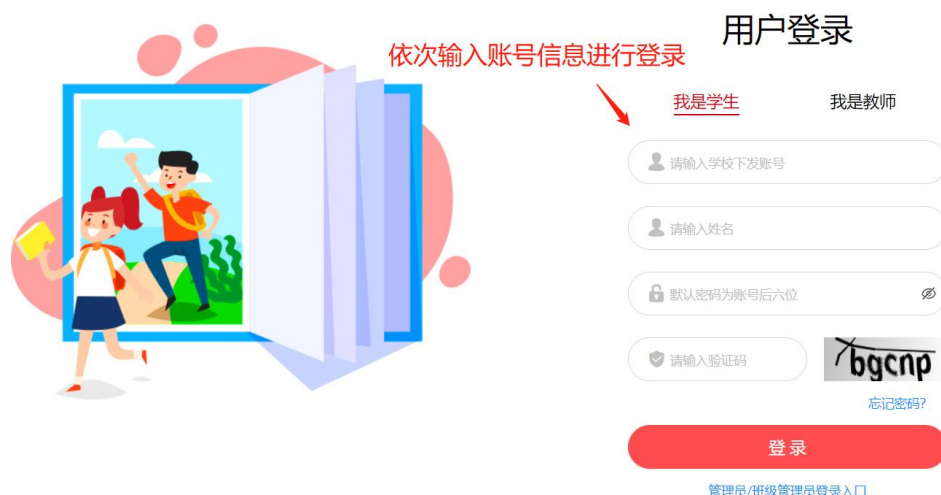 用户登录
依次输入账号信息进行登录
我是学生
我是教师
请输入学校下发账号
请输入姓名
默认密码为账号后六位
请输入验证码
bgcnp
忘记密码?
登录
管理员/班级管理员登录入口